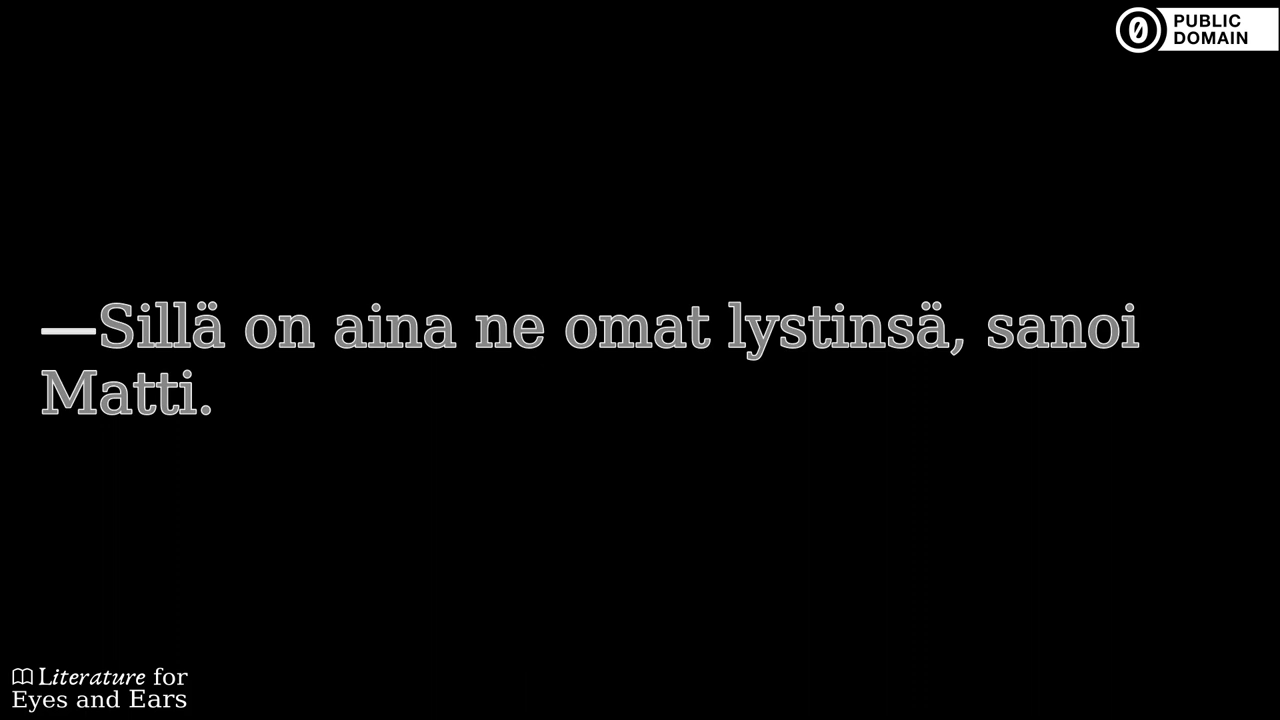 PUBLIC
DOMAIN
—Sillä on aina ne omat lystinsä, sanoi
Matti.
Literature for
Eyes and Ears